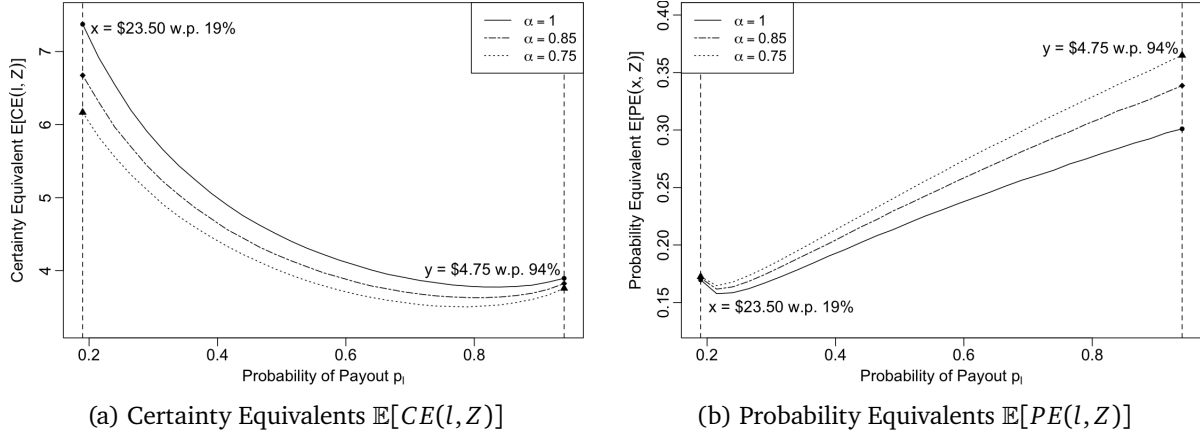 Certainty Equivalent E[CE(l, Z)]
7
6
5
4
x = $23.50 w.p. 19%
y = $4.75 w.p. 94%
α = 1
α = 0.85
α = 0.75
0.2 0.4 0.6 0.8
Probability of Payout pₗ
(a) Certainty Equivalents 𝔼[CE(l, Z)]
Probability Equivalent E[PE(x, Z)]
0.40
0.35
0.30
0.25
0.20
0.15
α = 1
α = 0.85
α = 0.75
y = $4.75 w.p. 94%
x = $23.50 w.p. 19%
0.2 0.4 0.6 0.8
Probability of Payout pₗ
(b) Probability Equivalents 𝔼[PE(l, Z)]